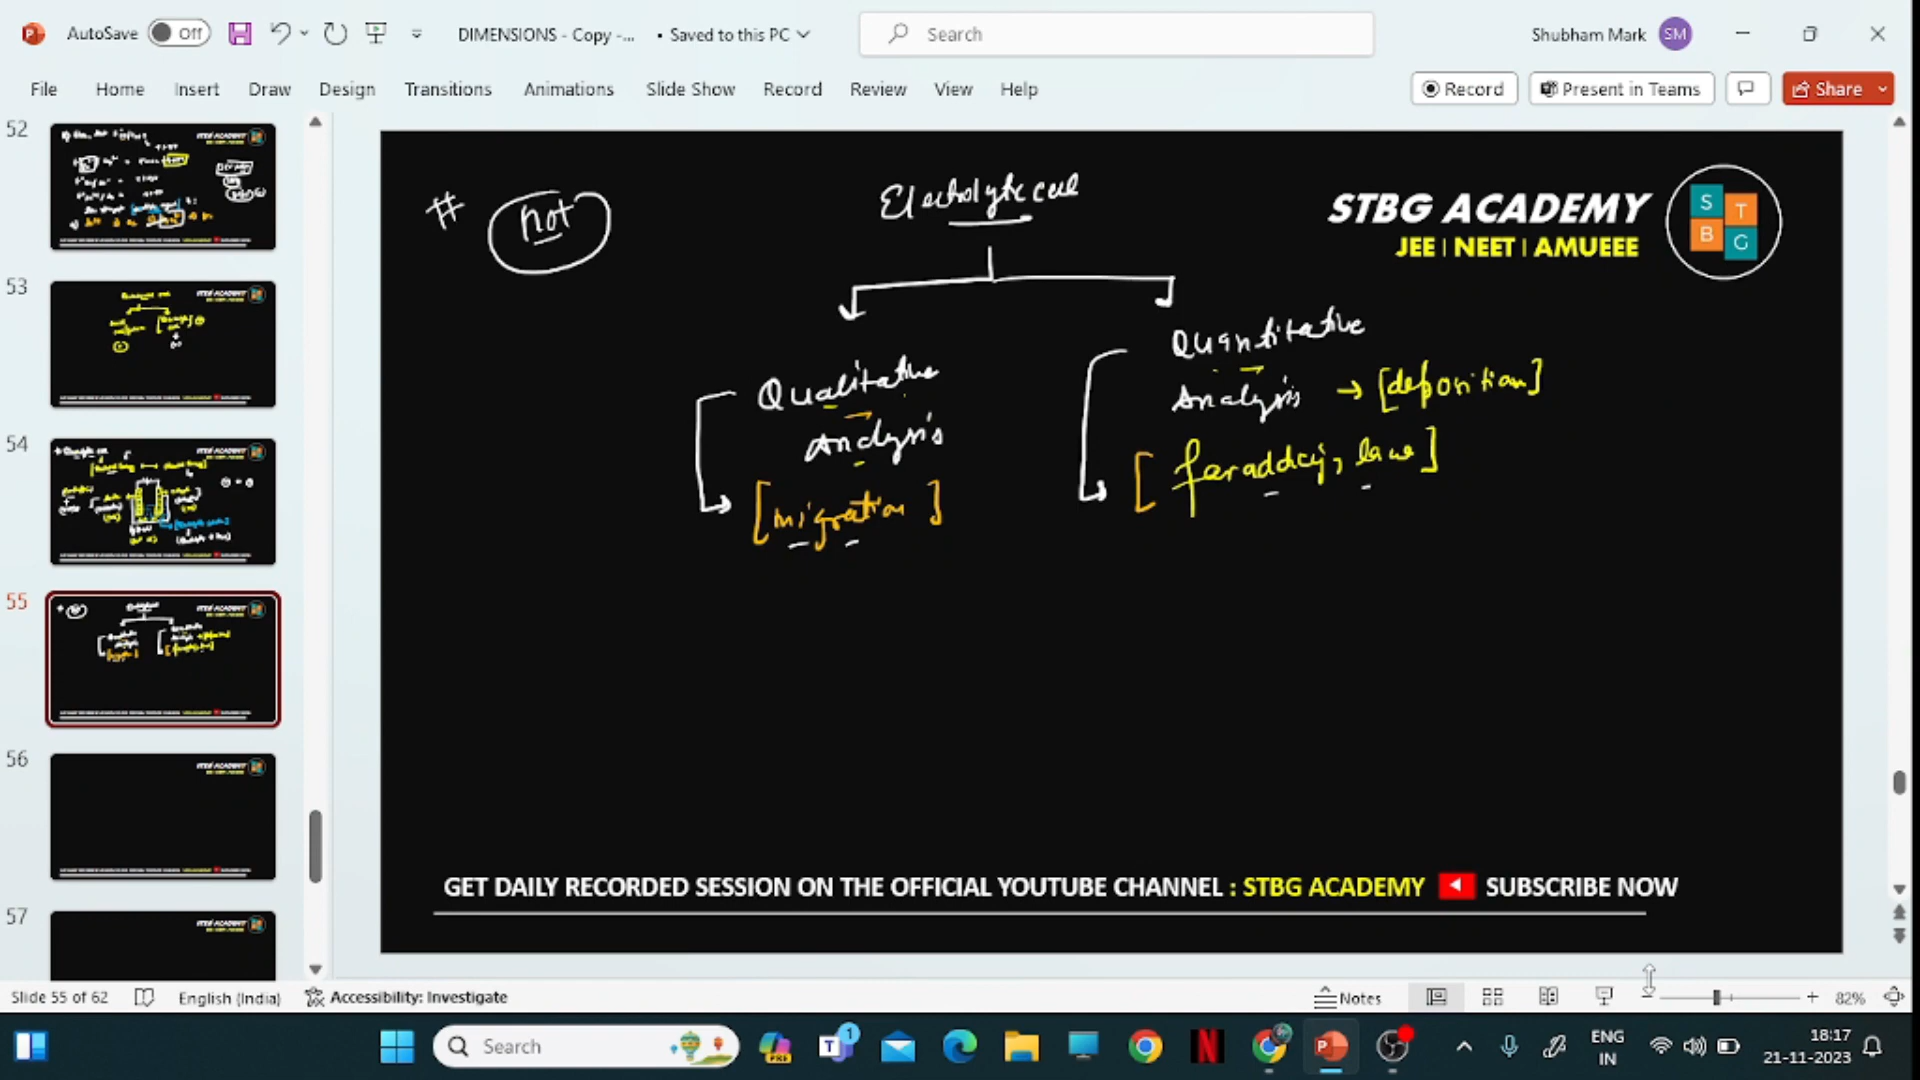 AutoSave Off DIMENSIONS - Copy -... • Saved to this PC Search Shubham Mark SM
File Home Insert Draw Design Transitions Animations Slide Show Record Review View Help Record Present in Teams Share
52
53
54
55
56
57
# not
Electrolytic cell
STBG ACADEMY
JEE | NEET | AMUEEE
S T B G
Qualitative
Analysis
[migration]
Quantitative
Analysis → [deposition]
[faradday, law]
GET DAILY RECORDED SESSION ON THE OFFICIAL YOUTUBE CHANNEL : STBG ACADEMY SUBSCRIBE NOW
Slide 55 of 62 English (India) Accessibility: Investigate Notes 82%
Search PRE T 1 N ENG IN 18:17 21-11-2023